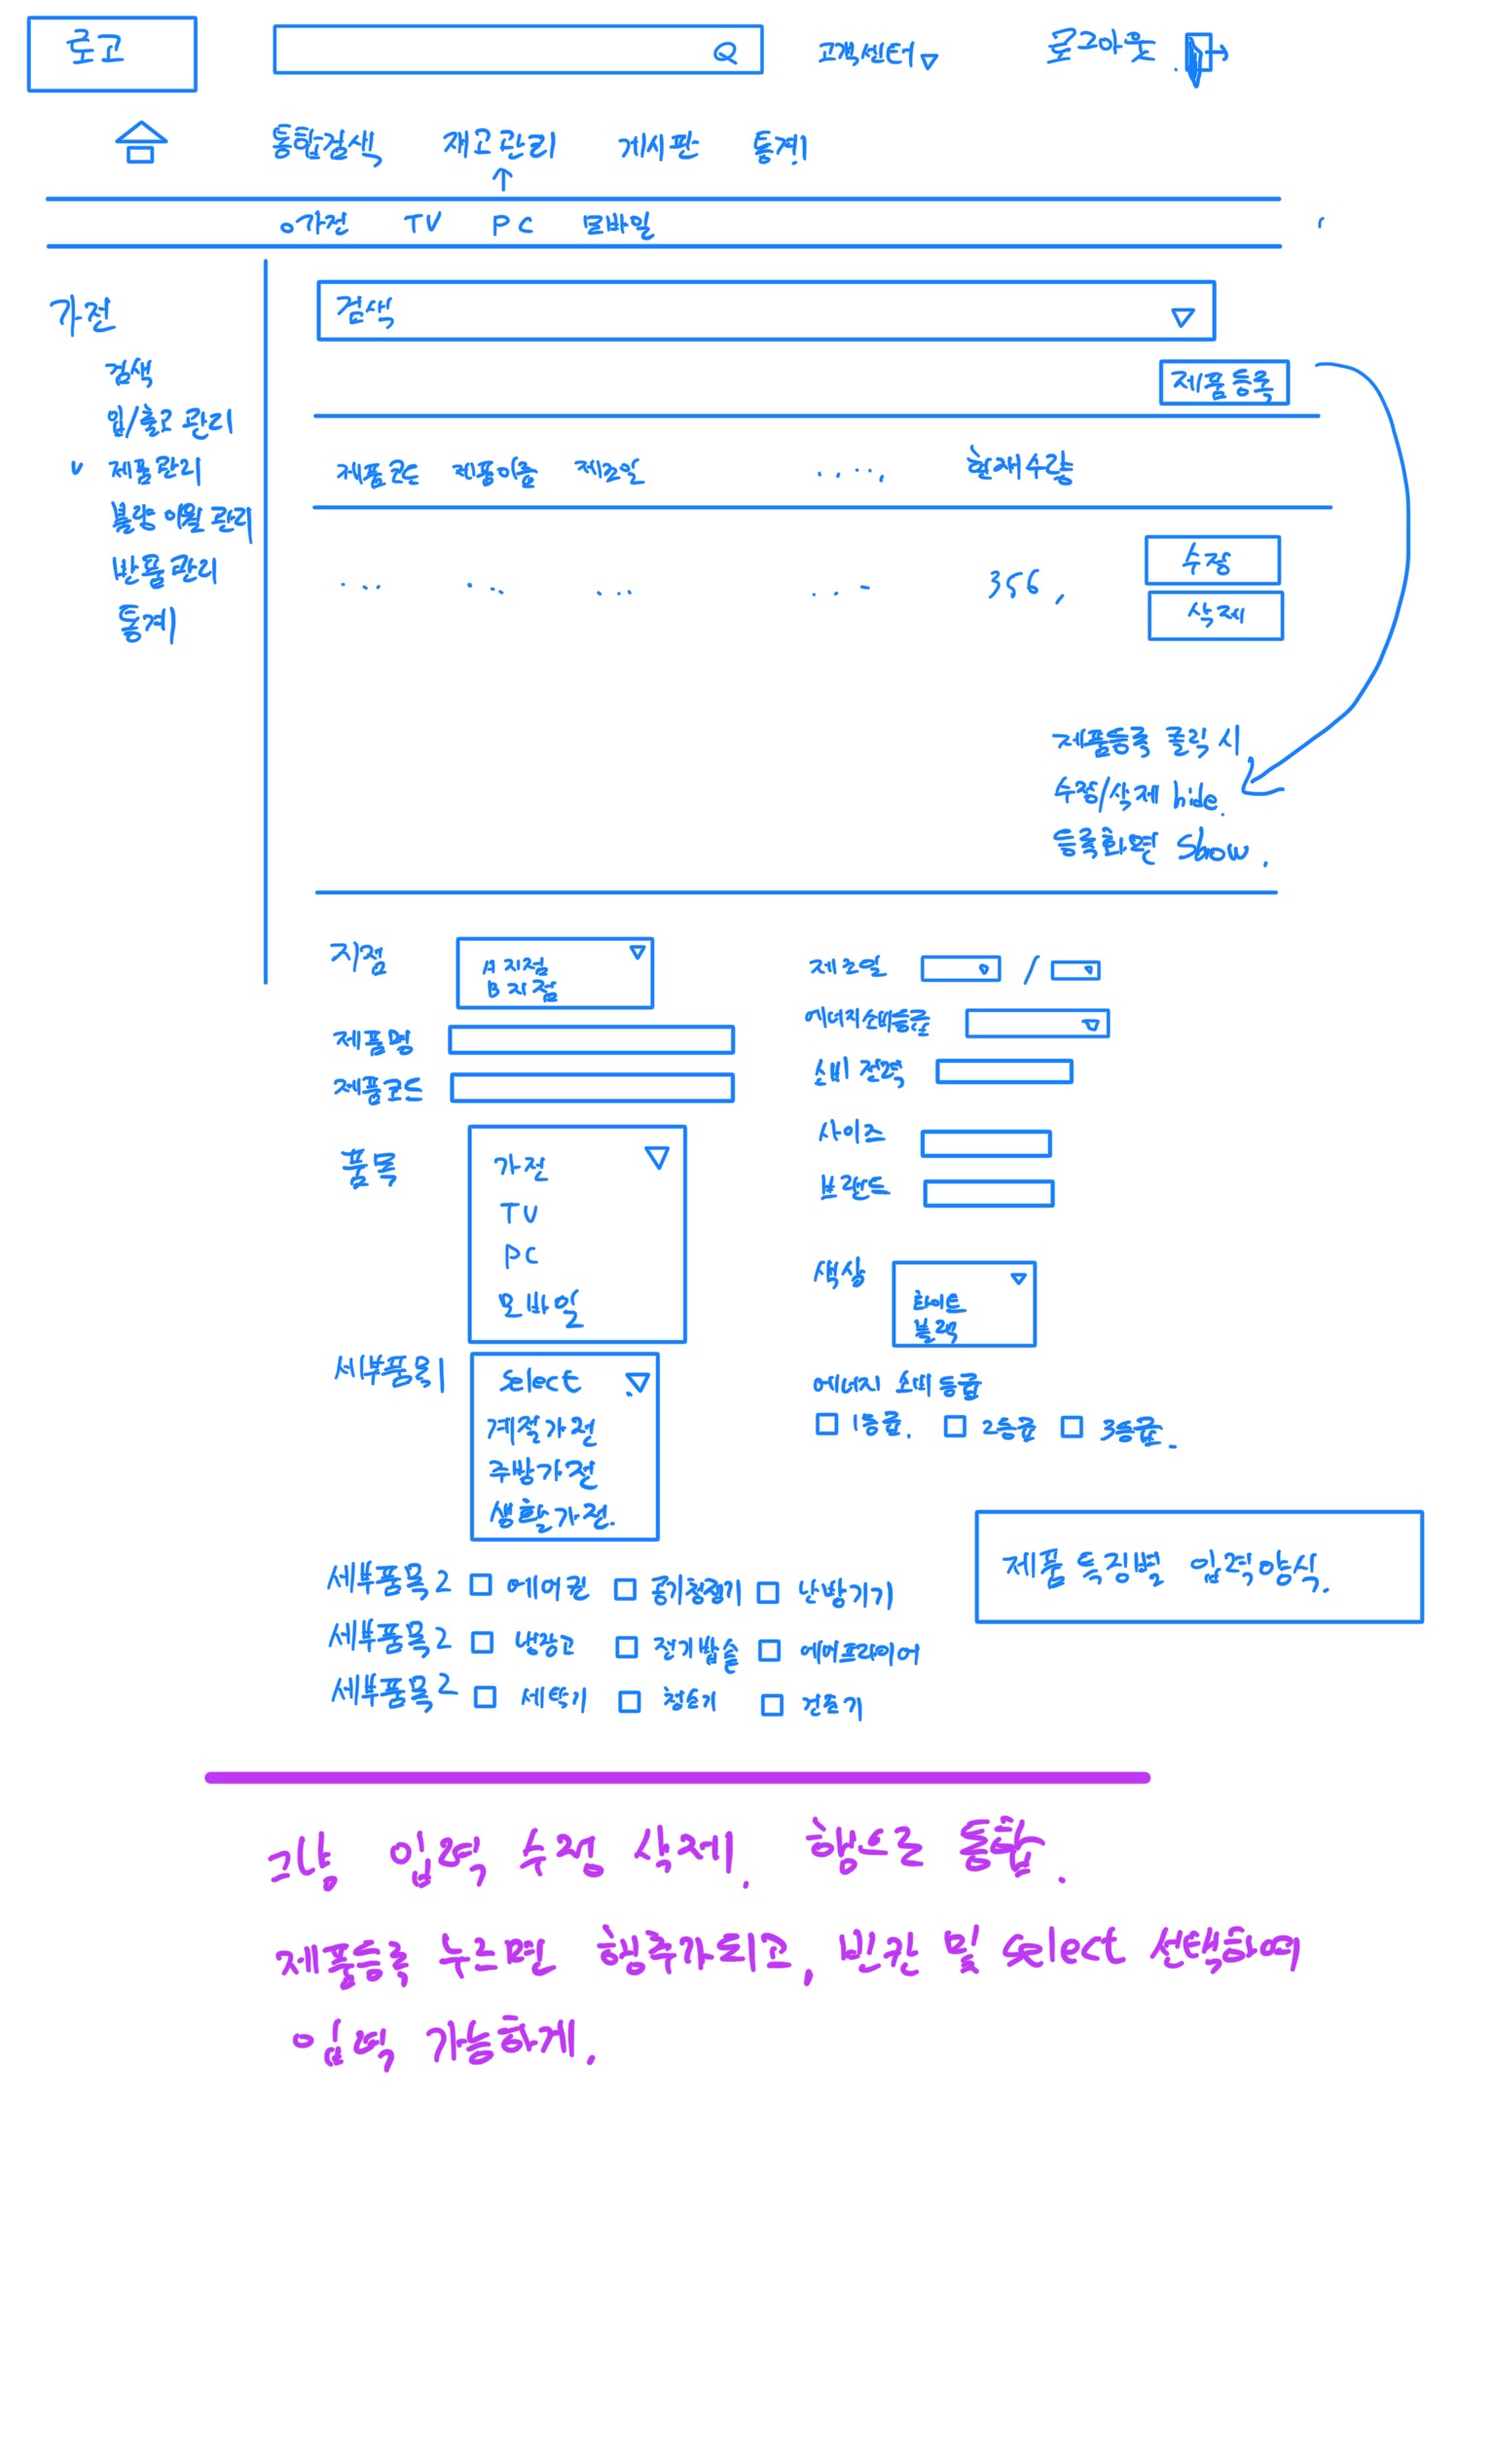 로고
고객센터
로그아웃
통합검색 재고관리 게시판 통계
가전 TV PC 모바일
가전
검색
입/출고 관리
제품관리
불량 이월 관리
반품관리
통계
검색
제품등록
제품코드 제품이름 제조일 ..... 현재수량
... ... ... ... 356,
수정
삭제
제품등록 클릭 시
수정/삭제 hide.
등록화면 Show.
지점
A 지점
B 지점
제품명
제품코드
품목
가전
TV
PC
모바일
세부품목1
Select
계절가전
주방가전
생활가전.
세부품목2 에어컨 공기청정기 난방기기
세부품목2 냉장고 전기밥솥 에어프라이어
세부품목2 세탁기 청소기 건조기
제조일 /
에너지소비등급
소비 전력
사이즈
브랜드
색상
화이트
블랙
에너지 소비 등급
1등급. 2등급 3등급.
제품 특징별 입력양식.
그냥 입력 수정 삭제. 합으로 통합.
제품등록 누르면 행추가되고, 빈칸 및 select 선택하여
입력 가능하게.